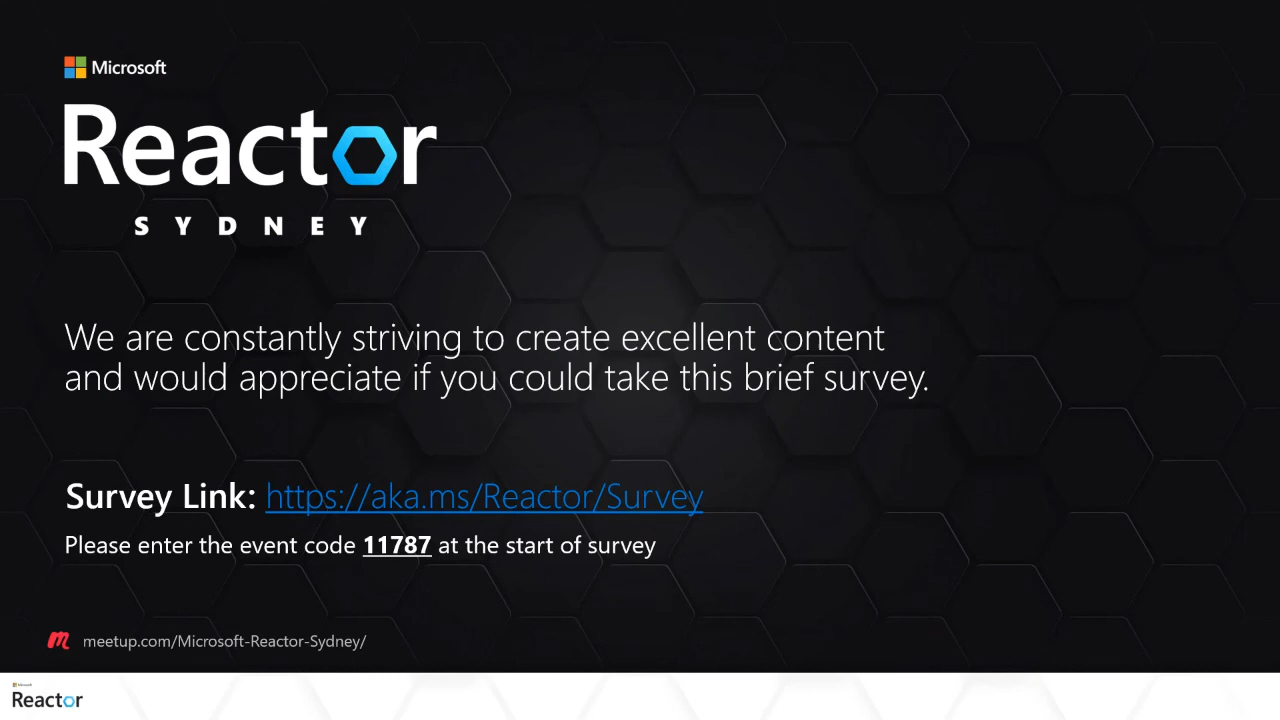 Microsoft
Reactor
SYDNEY
We are constantly striving to create excellent content
and would appreciate if you could take this brief survey.
Survey Link: https://aka.ms/Reactor/Survey
Please enter the event code 11787 at the start of survey
m meetup.com/Microsoft-Reactor-Sydney/
Microsoft
Reactor